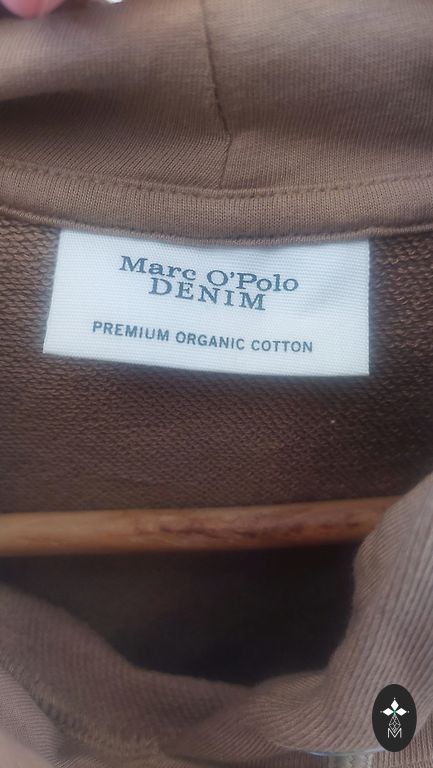 Marc O'Polo
DENIM
PREMIUM ORGANIC COTTON
M